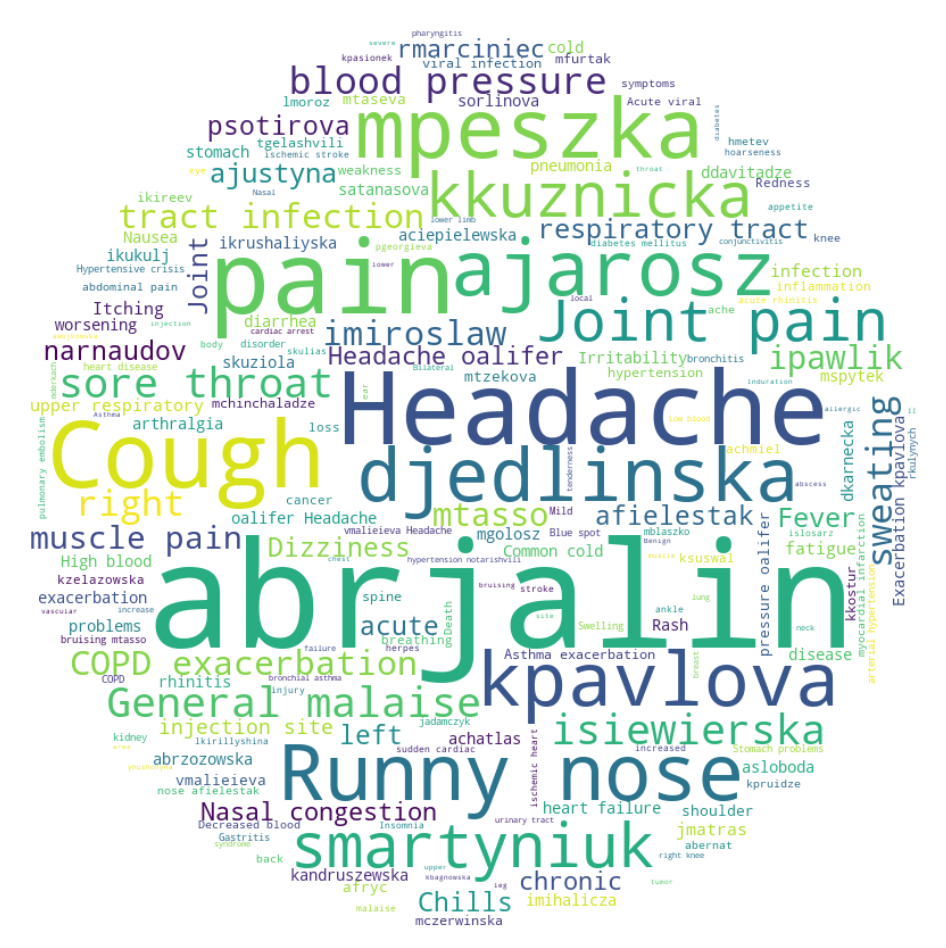 pharyngitis
severe
rmarciniec
cold
kpasionek
viral infection
mfurtak
blood pressure
symptoms
lmoroz
mtaseva
sorlinova
Acute viral
mpeszka
psotirova
tgelashvili
diabetes
hmetev
stomach
ischemic stroke
hoarseness
ajustyna
weakness
pneumonia
ddavitadze
eye
throat
kkuznicka
satanasova
Redness
ikireev
Nasal
appetite
tract infection
lower limb
respiratory tract
aciepielewska
knee
Nausea
ikrushaliyska
pgeorgieva
diabetes mellitus
conjunctivitis
ikukulj
Joint
pain
ajarosz
Hypertensive crisis
lower
infection
acute rhinitis
abdominal pain
inflammation
Itching
local
ache
worsening
injection
diarrhea
cardiac arrest
imiroslaw
Joint pain
narnaudov
disorder
body
skulias
Headache oalifer
Irritability
bronchitis
ipawlik
heart disease
skuziola
Bilateral
mtzekova
hypertension
mspytek
sore throat
Headache
induration
mderkach
ear
upper respiratory
mchinchaladze
Asthma
low blood
allergic
sweating
arthralgia
loss
II
rkulynych
Cough
djedlinska
achmiel
dkarnecka
Exacerbation kpavlova
pulmonary embolism
tenderness
abscess
right
cancer
mtasso
afielestak
oalifer Headache
Mild
Fever
vmalieieva Headache
Blue spot
mblaszko
islosarz
muscle pain
mgolosz
Benign
pressure oalifer
Dizziness
Common cold
fatigue
High blood
chest
hypertension notarishvili
muscle
ksuswal
myocardial infarction
kzelazowska
abrjalin
kkostur
arterial hypertension
exacerbation
spine
bruising
stroke
lung
vascular
increase
ankle
problems
acute
Death
site
Swelling
Rash
neck
bruising mtasso
breathing
COPD exacerbation
failure
herpes
Asthma exacerbation
breast
disease
COPD
rhinitis
bronchial asthma
kpavlova
General malaise
injury
jadamczyk
isiewierska
injection site
lkirillyshina
left
achatlas
kidney
area
abrzozowska
sudden cardiac
ischemic heart
increased
Stomach problems
Runny nose
asloboda
vmalieieva
kpruidze
nose afielestak
heart failure
shoulder
Nasal congestion
Decreased blood
Insomnia
urinary tract
jmatras
Gastritis
abernat
syndrome
smartyniuk
back
right knee
kandruszewska
upper
kbagnowska
leg
chronic
tumor
afryc
Chills
imihalicza
malaise
mczerwinska